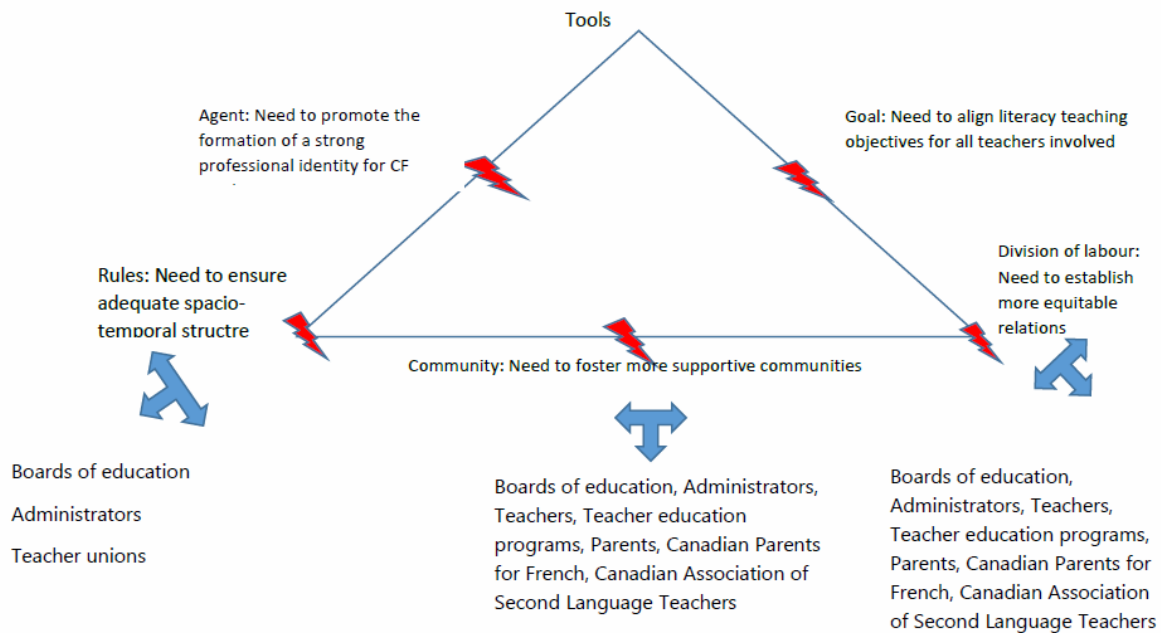 Tools
Agent: Need to promote the
formation of a strong
professional identity for CF
Goal: Need to align literacy teaching
objectives for all teachers involved
Rules: Need to ensure
adequate spacio-
temporal structre
Division of labour:
Need to establish
more equitable
relations
Community: Need to foster more supportive communities
Boards of education
Administrators
Teacher unions
Boards of education, Administrators,
Teachers, Teacher education
programs, Parents, Canadian Parents
for French, Canadian Association of
Second Language Teachers
Boards of education,
Administrators, Teachers,
Teacher education programs,
Parents, Canadian Parents for
French, Canadian Association
of Second Language Teachers